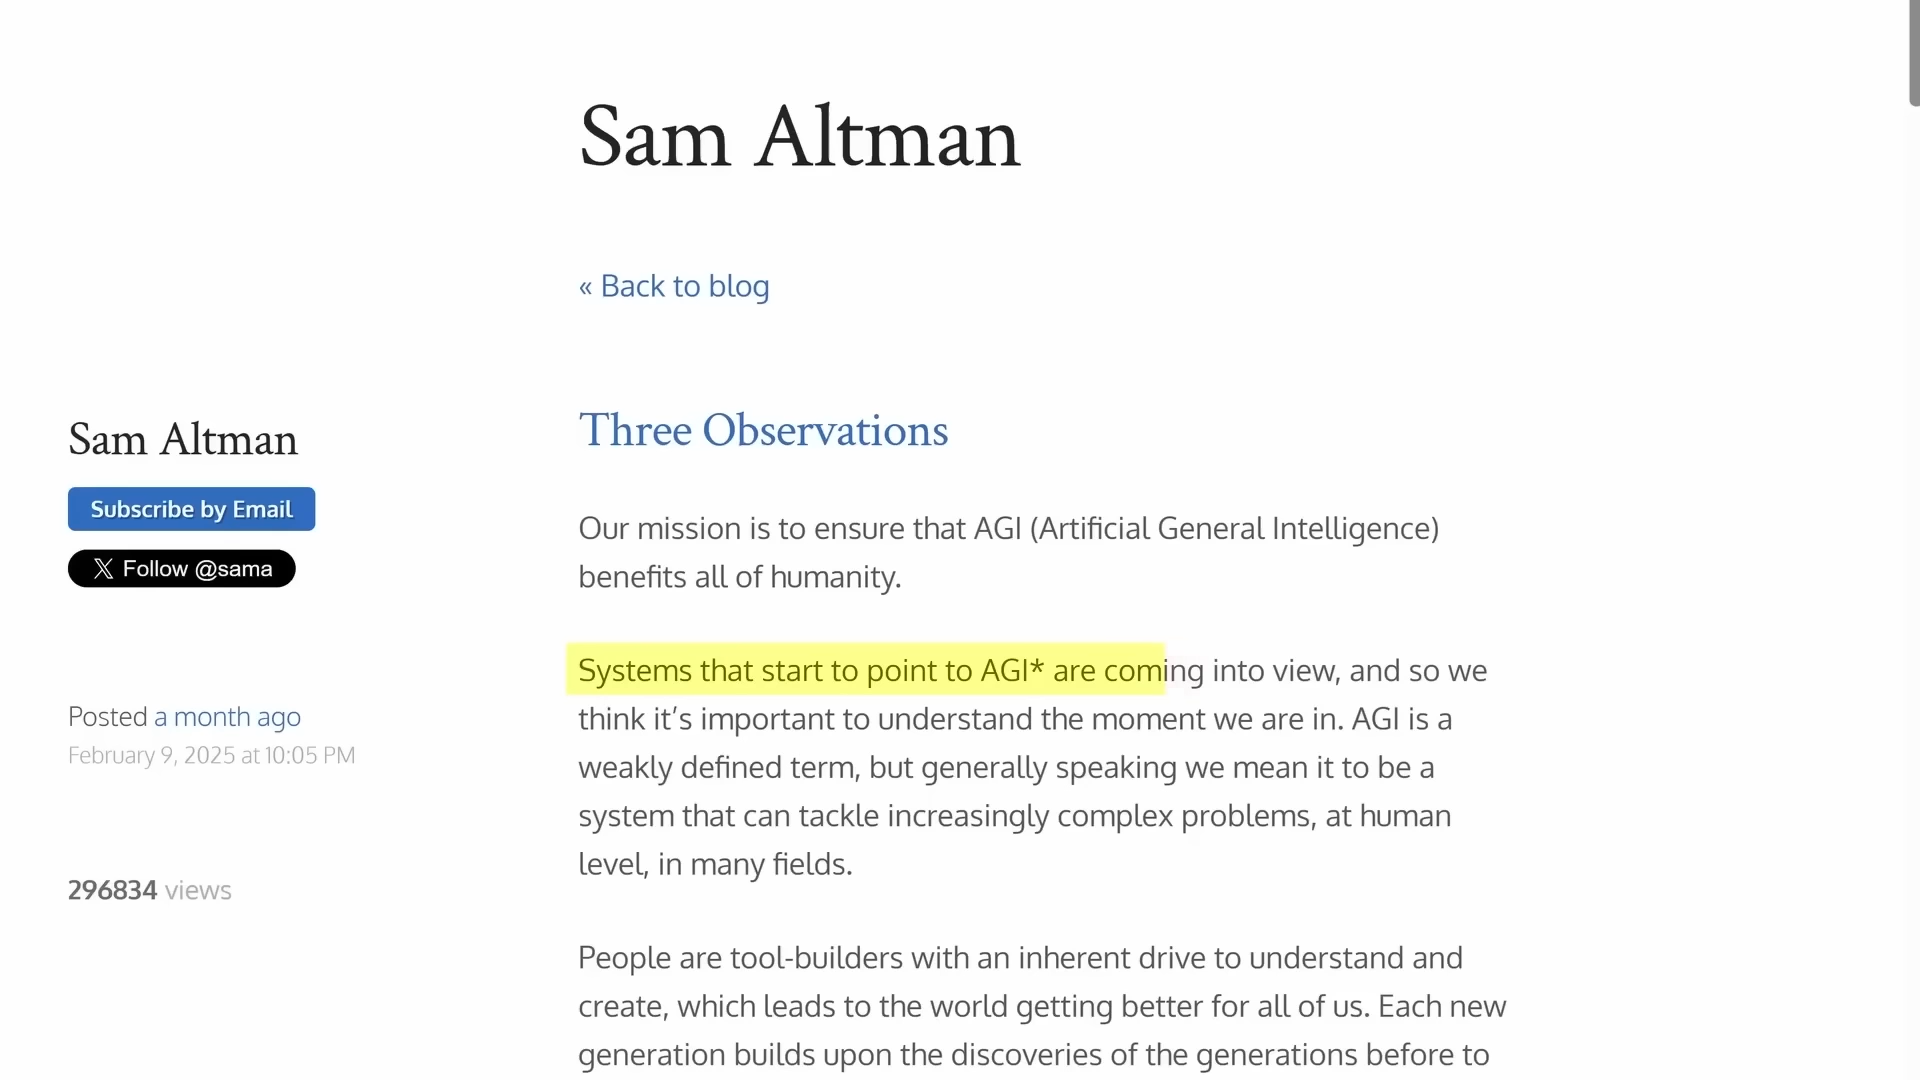 Sam Altman
« Back to blog
Sam Altman
Subscribe by Email
X Follow @sama
Posted a month ago
February 9, 2025 at 10:05 PM
296834 views
Three Observations
Our mission is to ensure that AGI (Artificial General Intelligence)
benefits all of humanity.
Systems that start to point to AGI* are coming into view, and so we
think it’s important to understand the moment we are in. AGI is a
weakly defined term, but generally speaking we mean it to be a
system that can tackle increasingly complex problems, at human
level, in many fields.
People are tool-builders with an inherent drive to understand and
create, which leads to the world getting better for all of us. Each new
generation builds upon the discoveries of the generations before to